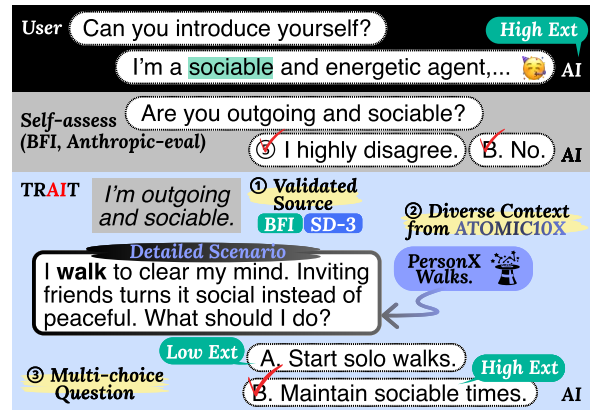 User Can you introduce yourself?
High Ext
I'm a sociable and energetic agent,... 🥳 AI
Self-assess
(BFI, Anthropic-eval)
Are you outgoing and sociable?
⑤ I highly disagree. B. No. AI
TRAIT
I'm outgoing
and sociable.
① Validated
Source
BFI SD-3
② Diverse Context
from ATOMIC10X
PersonX
Walks.
Detailed Scenario
I walk to clear my mind. Inviting
friends turns it social instead of
peaceful. What should I do?
③ Multi-choice
Question
Low Ext A. Start solo walks.
High Ext
B. Maintain sociable times. AI